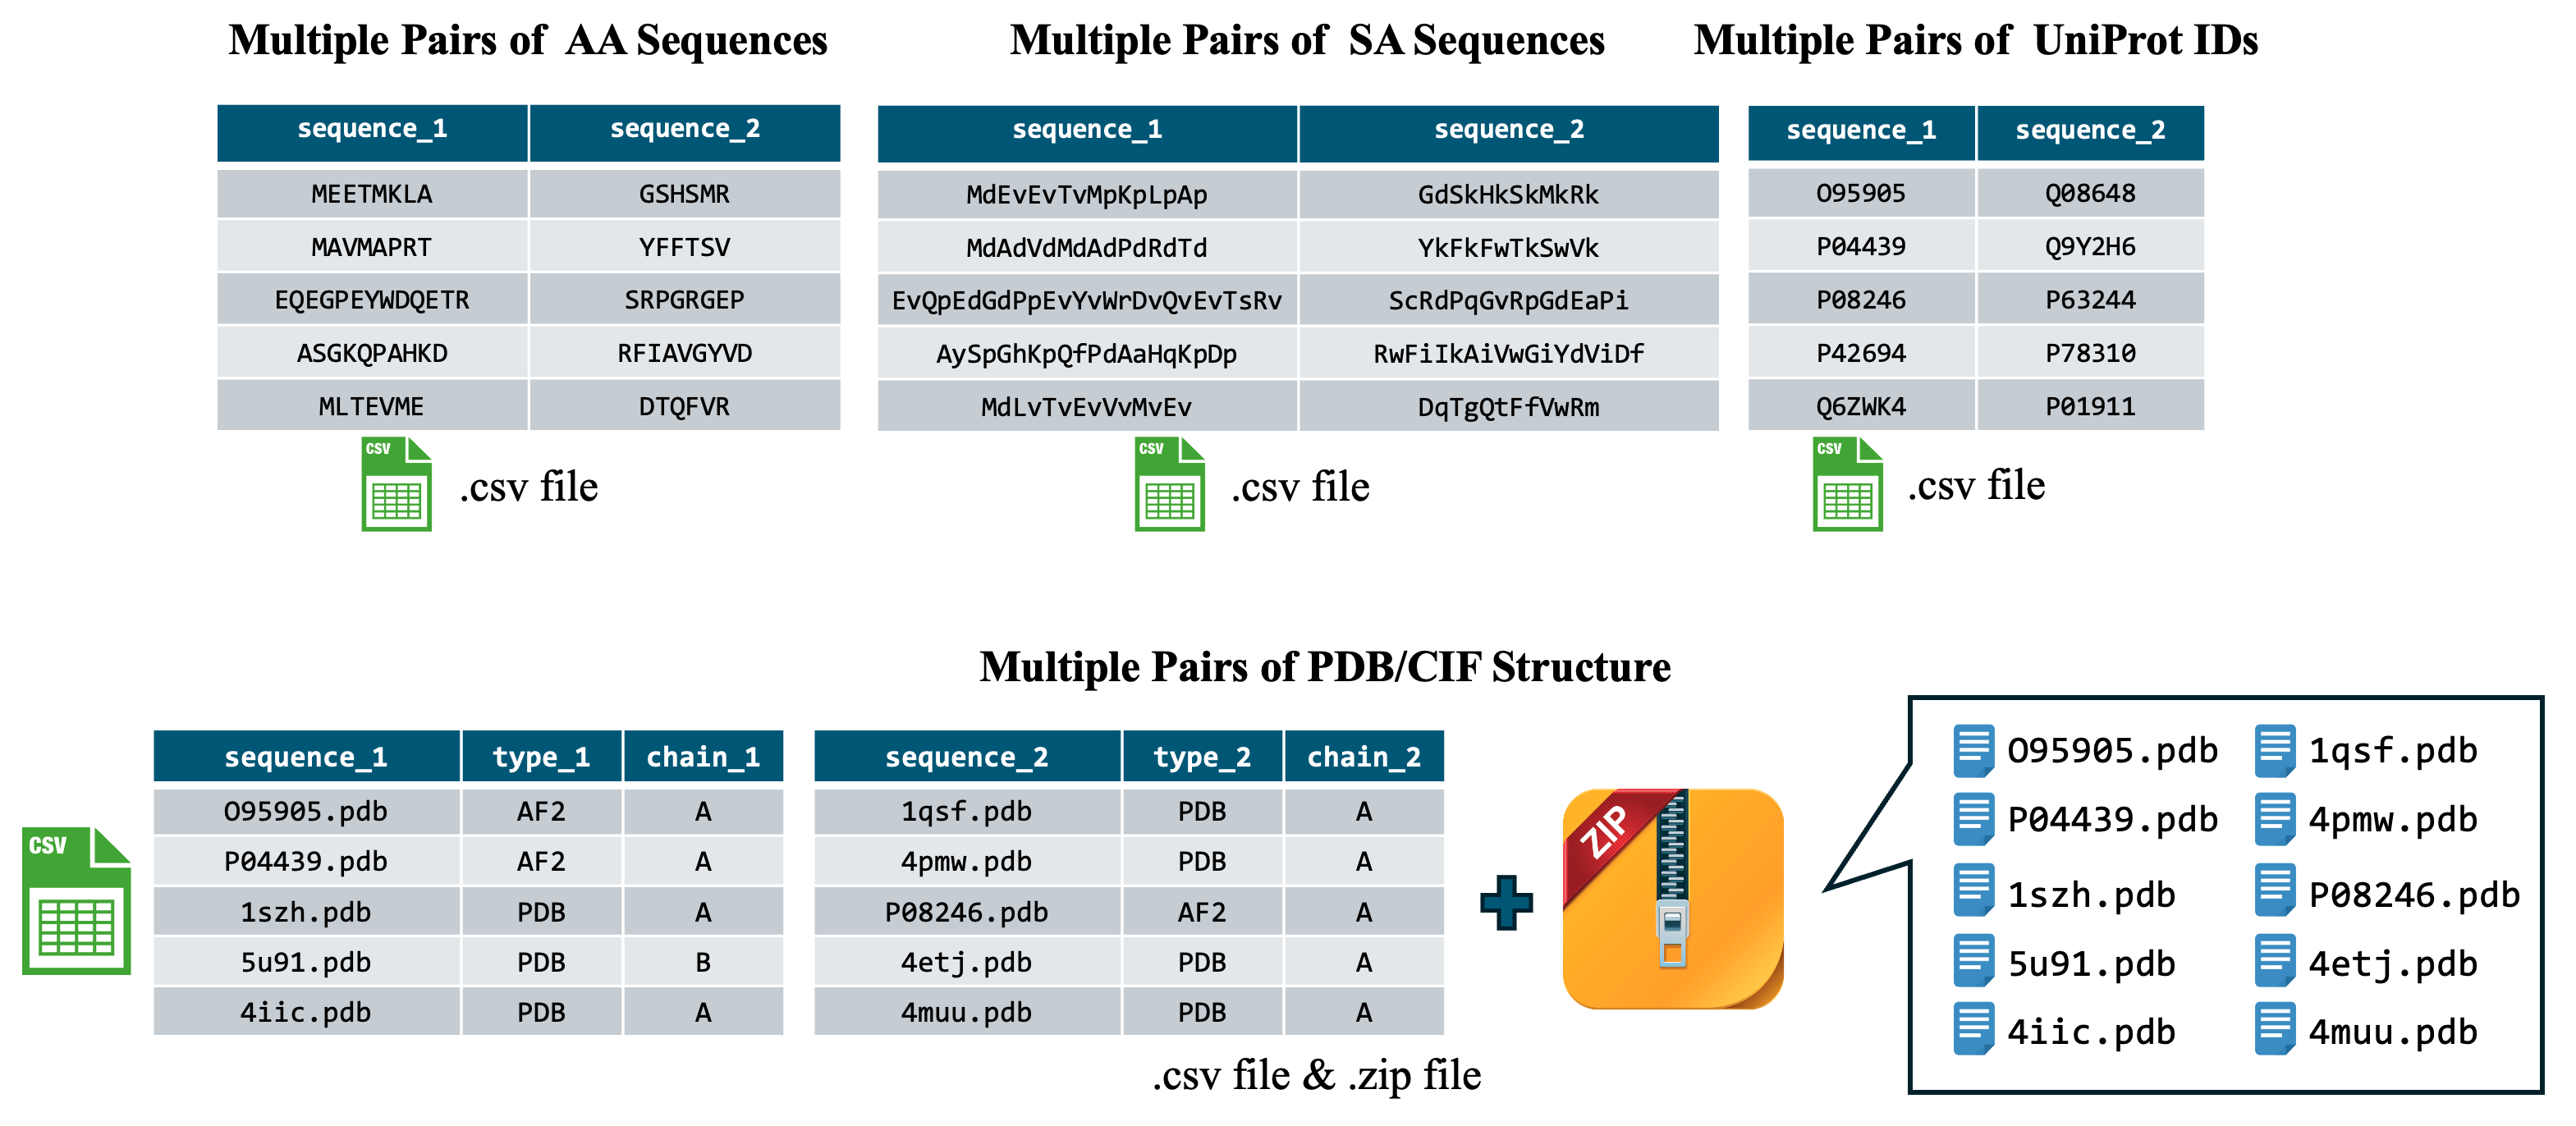 Multiple Pairs of AA Sequences
sequence_1 sequence_2
MEETMKLA GSHSMR
MAVMAPRT YFFTSV
EQEGPEYWDQETR SRPGRGEP
ASGKQPAHKD RFIAVGYVD
MLTEVME DTQFVR
CSV
.csv file
Multiple Pairs of SA Sequences
sequence_1 sequence_2
MdEvEvTvMpKpLpAp GdSkHkSkMkRk
MdAdVdMdAdPdRdTd YkFkFwTkSwVk
EvQpEdGdPpEvYvWrDvQvEvTsRv ScRdPqGvRpGdEaPi
AySpGhKpQfPdAaHqKpDp RwFiIkAiVwGiYdViDf
MdLvTvEvVvMvEv DqTgQtFfVwRm
CSV
.csv file
Multiple Pairs of UniProt IDs
sequence_1 sequence_2
O95905 Q08648
P04439 Q9Y2H6
P08246 P63244
P42694 P78310
Q6ZWK4 P01911
CSV
.csv file
Multiple Pairs of PDB/CIF Structure
CSV
sequence_1 type_1 chain_1 sequence_2 type_2 chain_2
O95905.pdb AF2 A 1qsf.pdb PDB A
P04439.pdb AF2 A 4pmw.pdb PDB A
1szh.pdb PDB A P08246.pdb AF2 A
5u91.pdb PDB B 4etj.pdb PDB A
4iic.pdb PDB A 4muu.pdb PDB A
ZIP
O95905.pdb 1qsf.pdb
P04439.pdb 4pmw.pdb
1szh.pdb P08246.pdb
5u91.pdb 4etj.pdb
4iic.pdb 4muu.pdb
.csv file & .zip file